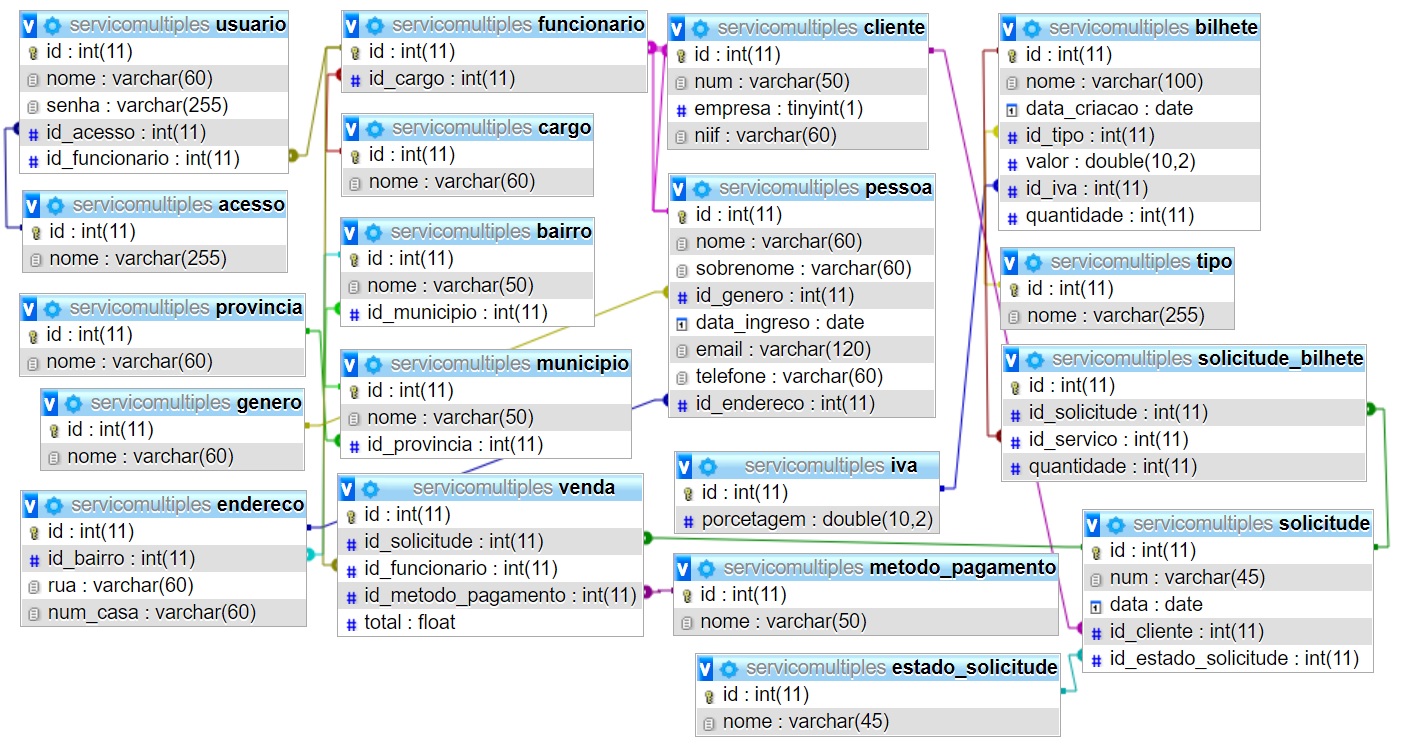 servicomultiples usuario
id : int(11)
nome : varchar(60)
senha : varchar(255)
id_acesso : int(11)
id_funcionario : int(11)
servicomultiples acesso
id : int(11)
nome : varchar(255)
servicomultiples provincia
id : int(11)
nome : varchar(60)
servicomultiples genero
id : int(11)
nome : varchar(60)
servicomultiples endereco
id : int(11)
id_bairro : int(11)
rua : varchar(60)
num_casa : varchar(60)
servicomultiples funcionario
id : int(11)
id_cargo : int(11)
servicomultiples cargo
id : int(11)
nome : varchar(60)
servicomultiples bairro
id : int(11)
nome : varchar(50)
id_municipio : int(11)
servicomultiples municipio
id : int(11)
nome : varchar(50)
id_provincia : int(11)
servicomultiples venda
id : int(11)
id_solicitude : int(11)
id_funcionario : int(11)
id_metodo_pagamento : int(11)
total : float
servicomultiples cliente
id : int(11)
num : varchar(50)
empresa : tinyint(1)
niif : varchar(60)
servicomultiples pessoa
id : int(11)
nome : varchar(60)
sobrenome : varchar(60)
id_genero : int(11)
data_ingreso : date
email : varchar(120)
telefone : varchar(60)
id_endereco : int(11)
servicomultiples iva
id : int(11)
porcetagem : double(10,2)
servicomultiples metodo_pagamento
id : int(11)
nome : varchar(50)
servicomultiples estado_solicitude
id : int(11)
nome : varchar(45)
servicomultiples bilhete
id : int(11)
nome : varchar(100)
data_criacao : date
id_tipo : int(11)
valor : double(10,2)
id_iva : int(11)
quantidade : int(11)
servicomultiples tipo
id : int(11)
nome : varchar(255)
servicomultiples solicitude_bilhete
id : int(11)
id_solicitude : int(11)
id_servico : int(11)
quantidade : int(11)
servicomultiples solicitude
id : int(11)
num : varchar(45)
data : date
id_cliente : int(11)
id_estado_solicitude : int(11)